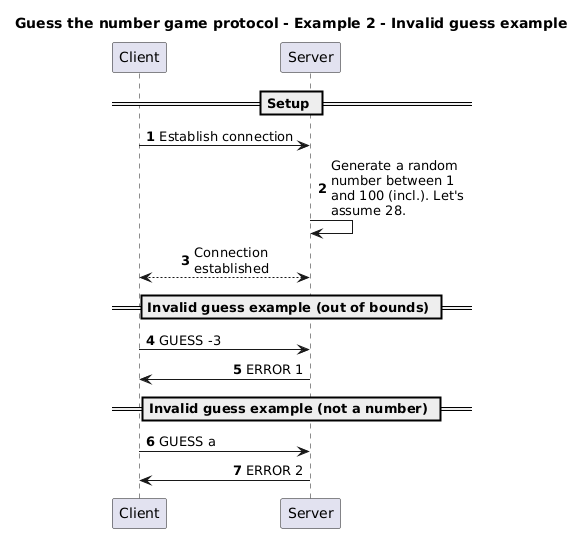 Guess the number game protocol - Example 2 - Invalid guess example
Client Server
Setup
1 Establish connection
Generate a random
number between 1
2 and 100 (incl.). Let's
assume 28.
3 Connection
established
Invalid guess example (out of bounds)
4 GUESS -3
5 ERROR 1
Invalid guess example (not a number)
6 GUESS a
7 ERROR 2
Client Server